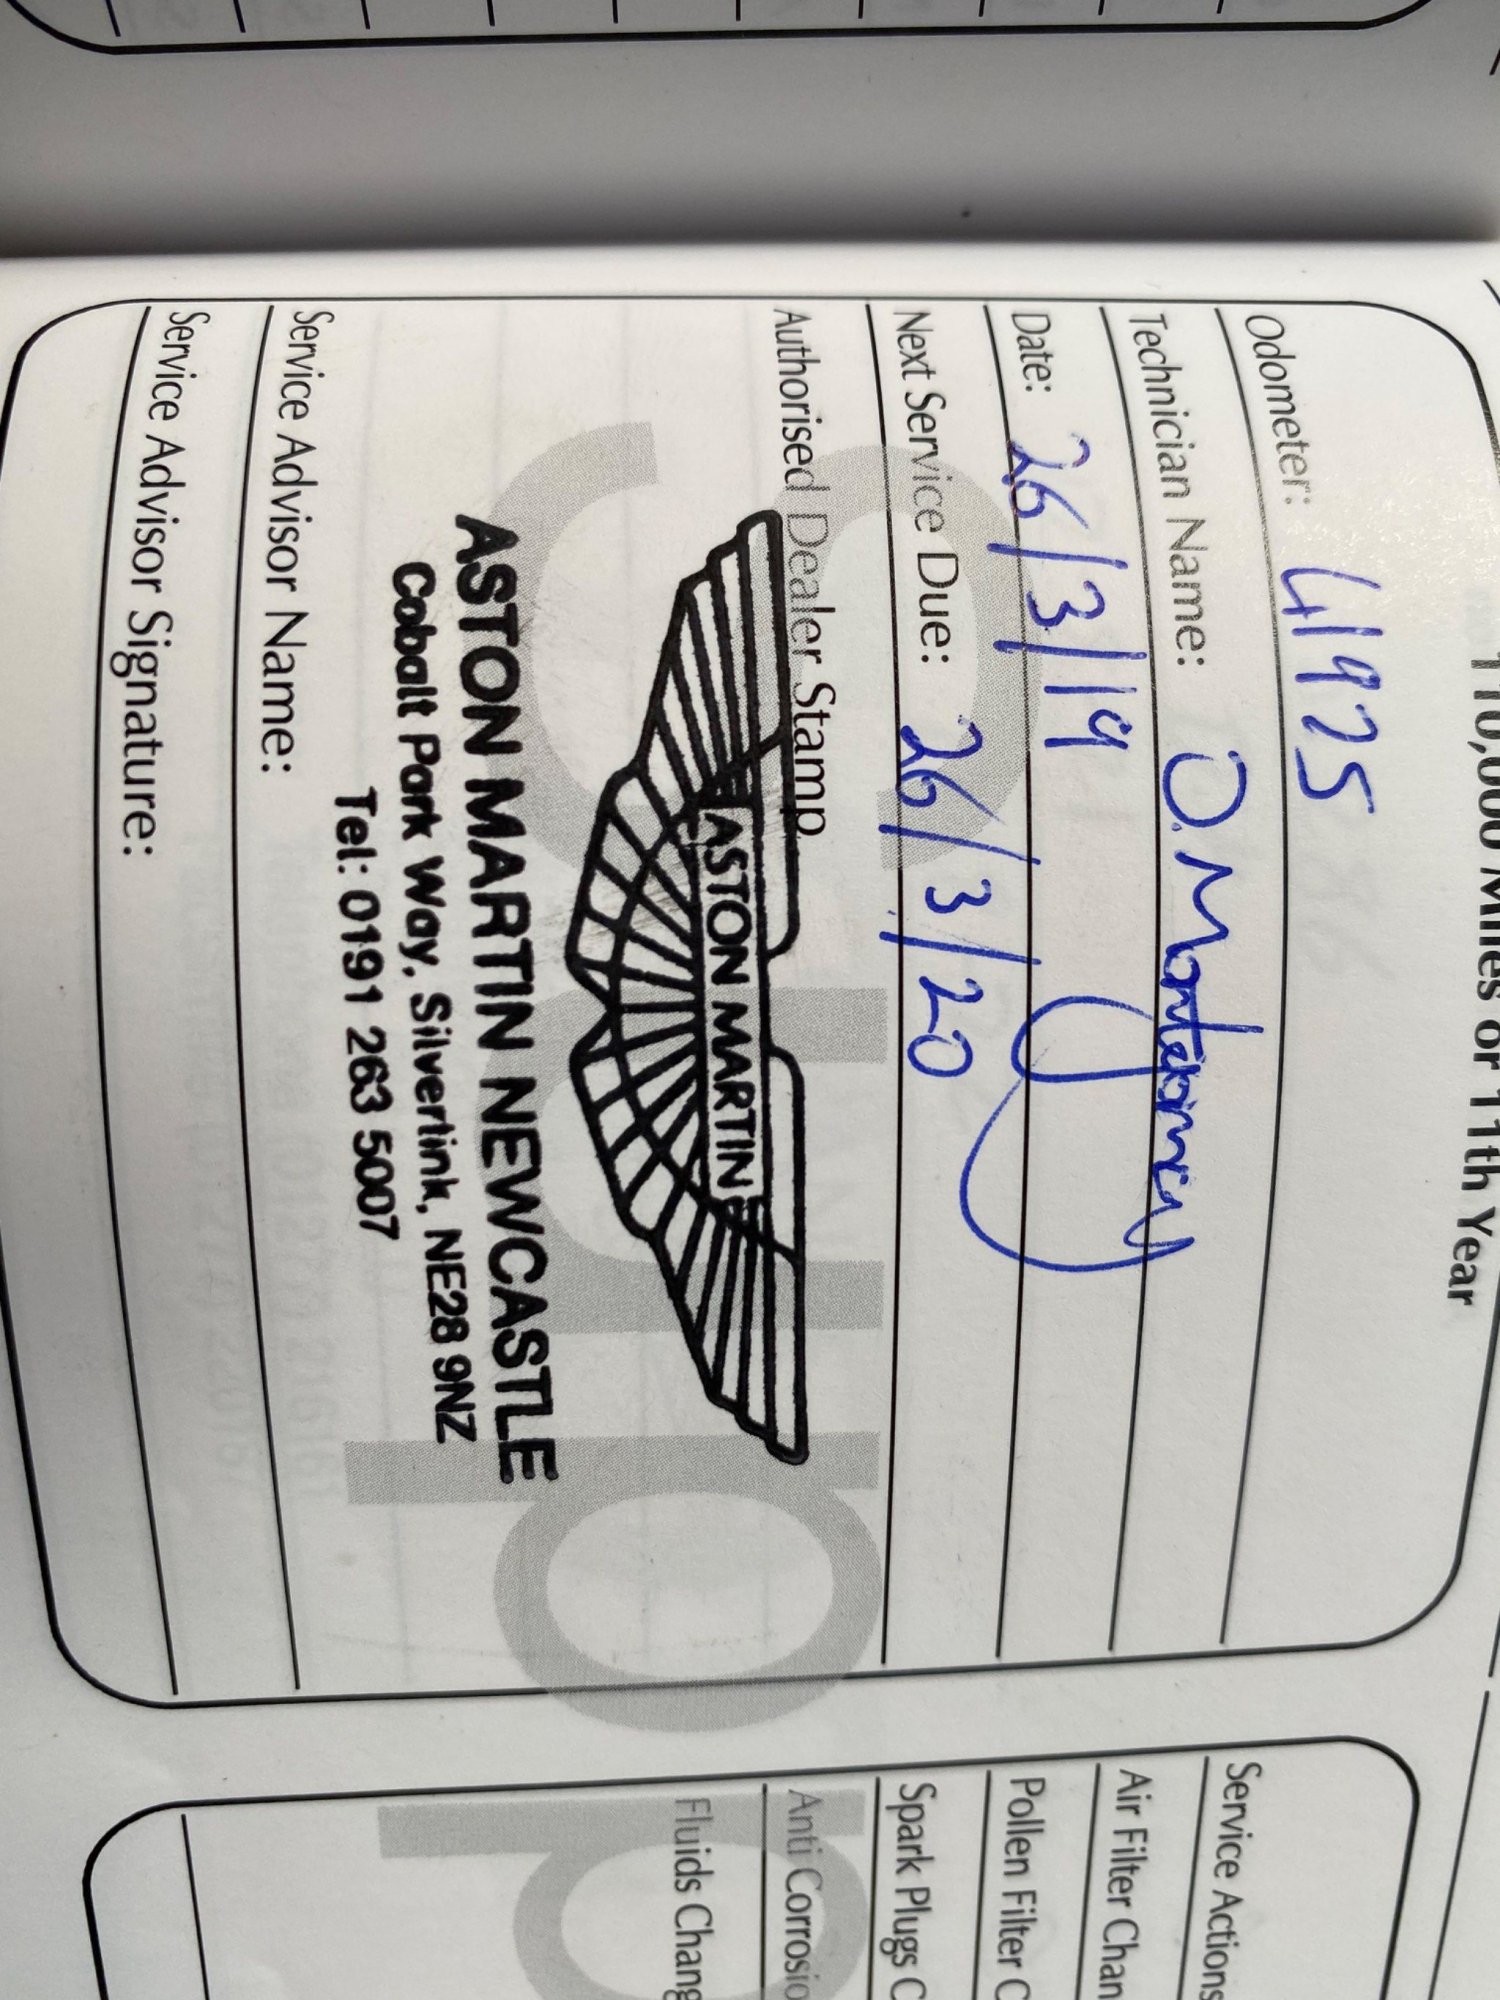 110,000 Miles or 11th Year
Odometer: 41975
Technician Name: D. Montgomery
Date: 26/3/19
Next Service Due: 26/3/20
Authorised Dealer Stamp
ASTON MARTIN
ASTON MARTIN NEWCASTLE
Cobalt Park Way, Silverlink, NE28 9NZ
Tel: 0191 263 5007
Service Advisor Name:
Service Advisor Signature:
Service Actions
Air Filter Chan
Pollen Filter C
Spark Plugs C
Anti Corrosio
Fluids Chang